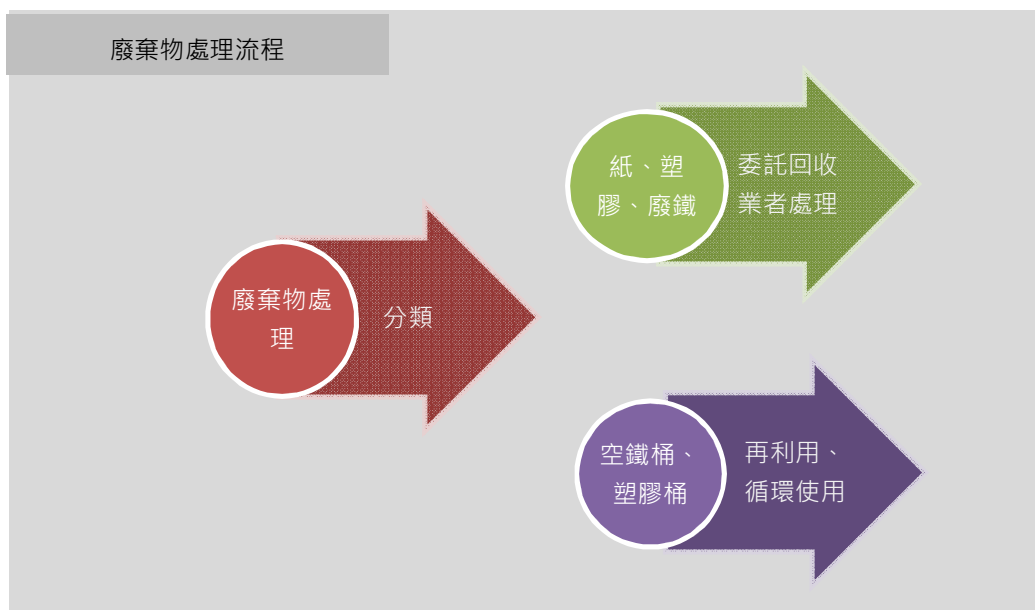 廢棄物處理流程
廢棄物處
理
分類
紙、塑
膠、廢鐵
委託回收
業者處理
空鐵桶、
塑膠桶
再利用、
循環使用